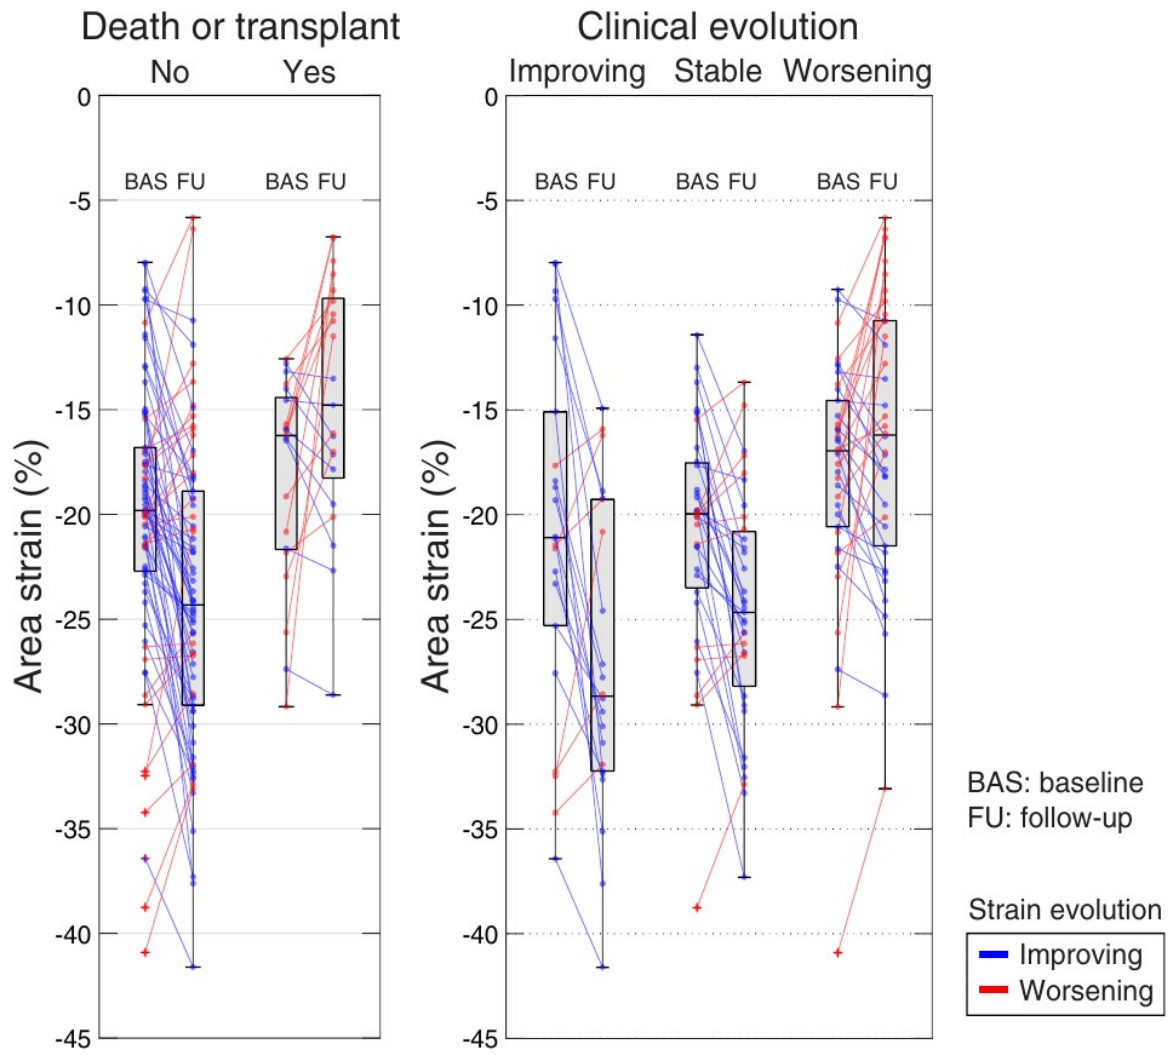 Death or transplant
No Yes
Clinical evolution
Improving Stable Worsening
Area strain (%)
0
-5
-10
-15
-20
-25
-30
-35
-40
-45
BAS FU BAS FU
Area strain (%)
0
-5
-10
-15
-20
-25
-30
-35
-40
-45
BAS FU BAS FU BAS FU
BAS: baseline
FU: follow-up
Strain evolution
Improving
Worsening